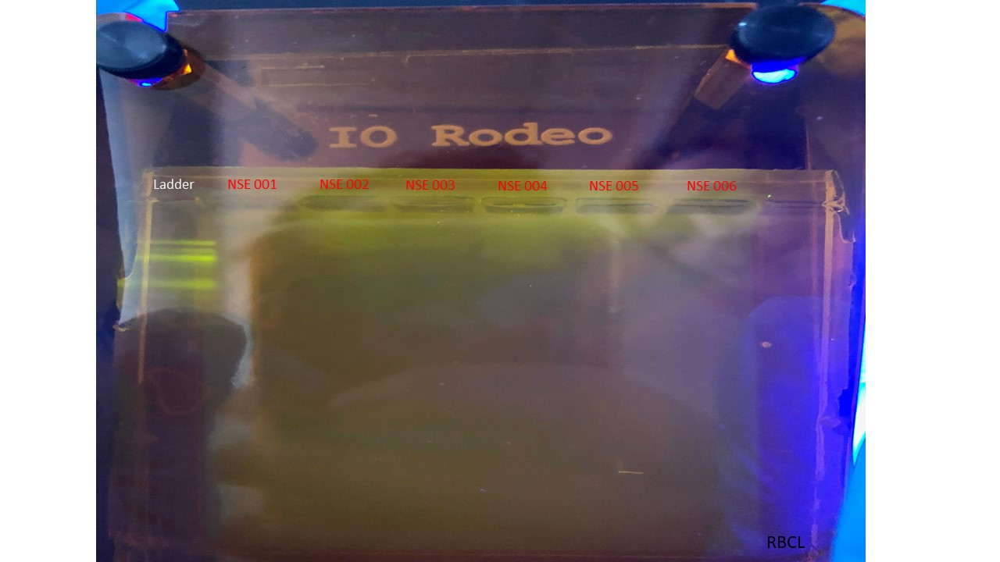 IO Rodeo
Ladder NSE 001 NSE 002 NSE 003 NSE 004 NSE 005 NSE 006
RBCL